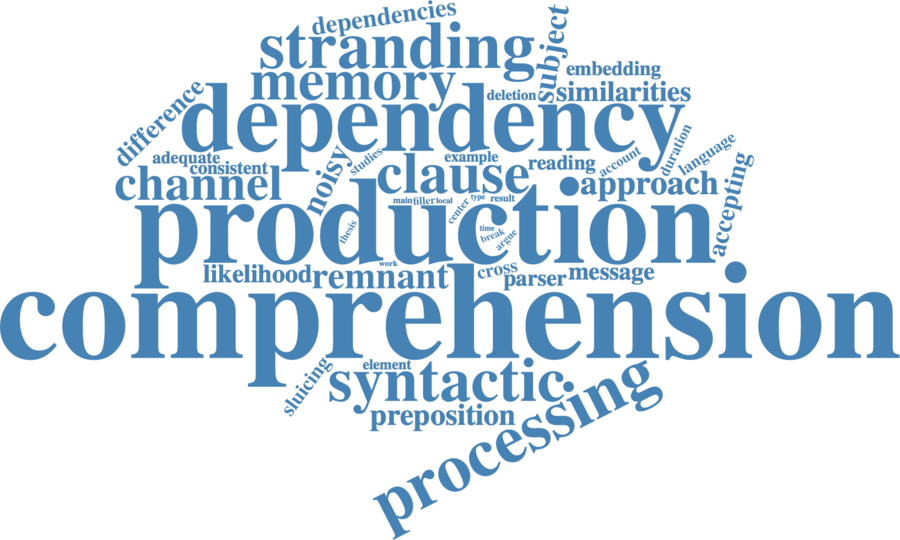 dependencies
stranding
subject
memory
embedding
deletion
similarities
difference
dependency
duration
adequate
consistent
noisy
studies
example
reading
account
language
channel
clause
approach
accepting
main
filler
local
center
type
result
production
thesis
time
break
argue
work
likelihood
remnant
cross
parser
message
comprehension
sluicing
element
syntactic
preposition
processing